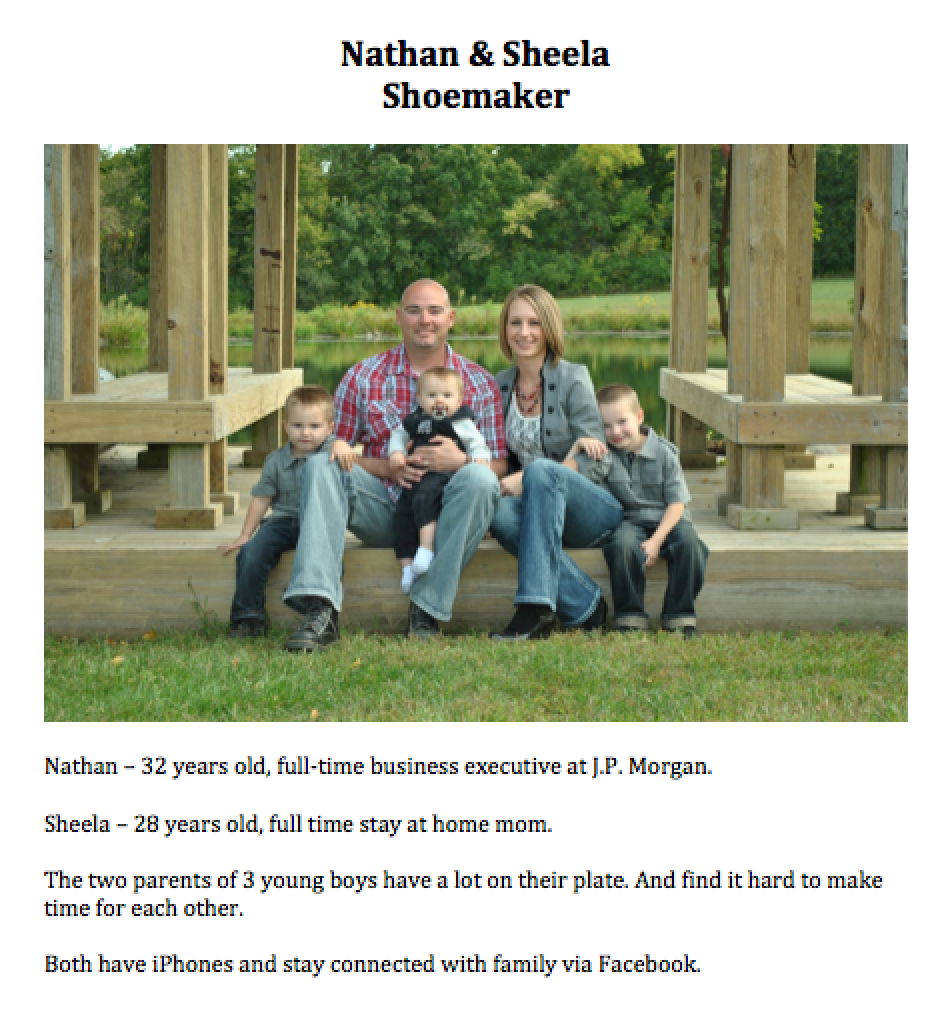 Nathan & Sheela
Shoemaker
Nathan – 32 years old, full-time business executive at J.P. Morgan.
Sheela – 28 years old, full time stay at home mom.
The two parents of 3 young boys have a lot on their plate. And find it hard to make
time for each other.
Both have iPhones and stay connected with family via Facebook.